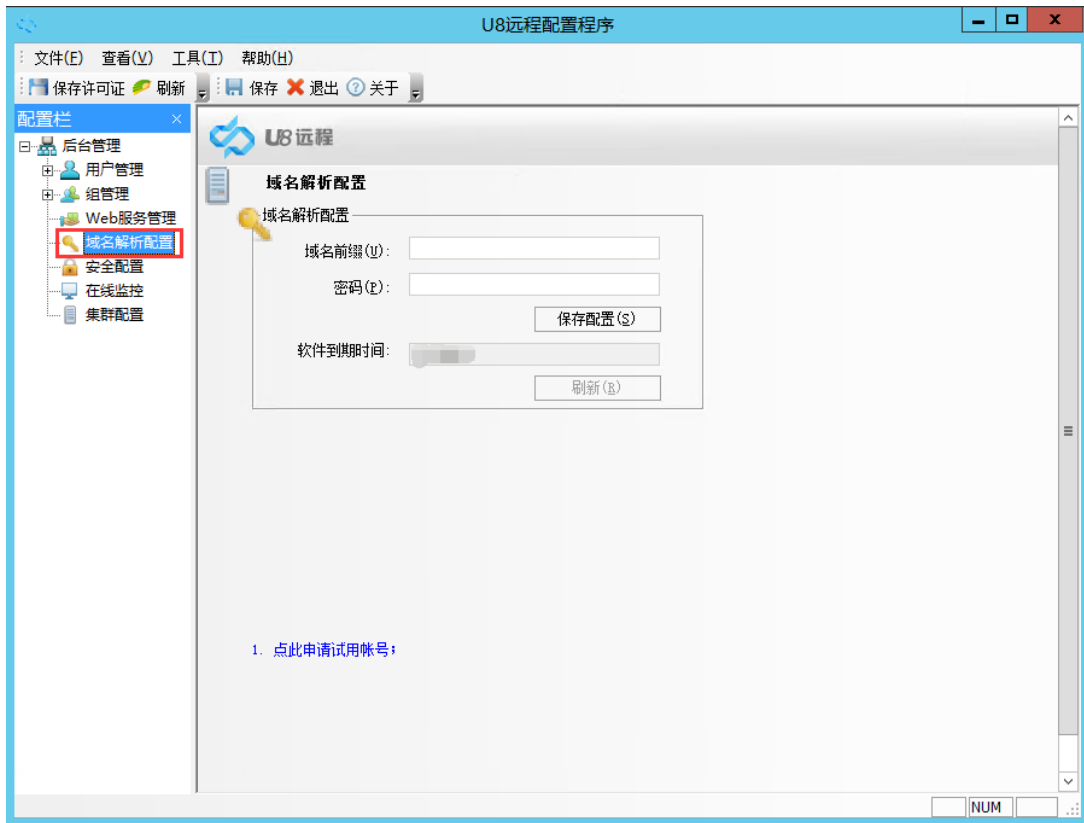 U8远程配置程序
文件(F) 查看(V) 工具(T) 帮助(H)
保存许可证 刷新 保存 退出 关于
配置栏
U8远程
后台管理
用户管理
组管理
Web服务管理
域名解析配置
安全配置
在线监控
集群配置
域名解析配置
域名解析配置
域名前缀(U):
密码(P):
保存配置(S)
软件到期时间:
刷新(R)
1. 点此申请试用帐号;
NUM